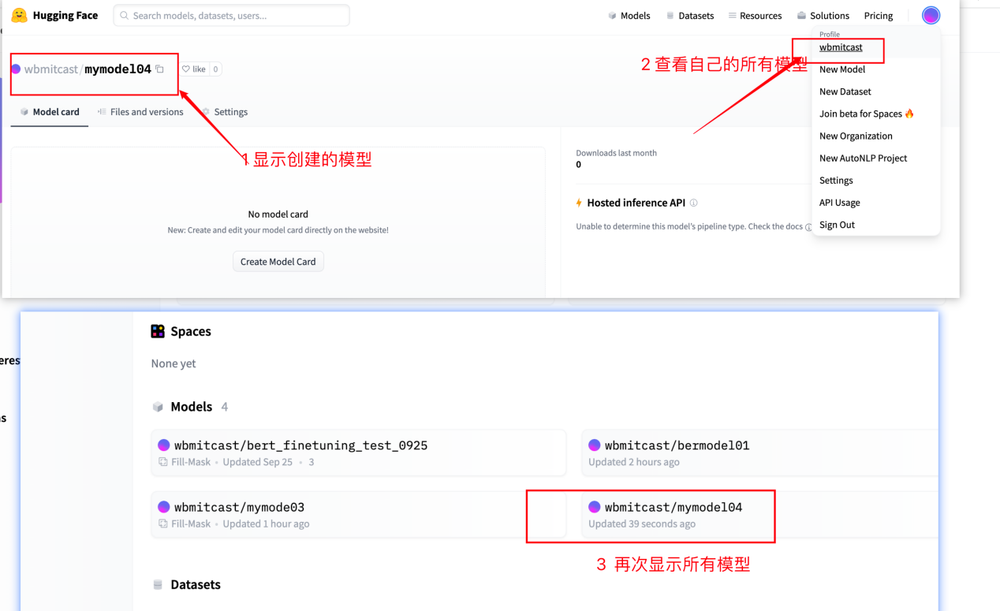 Hugging Face
Search models, datasets, users...
Models
Datasets
Resources
Solutions
Pricing
Profile
wbmitcast
New Model
New Dataset
Join beta for Spaces 🔥
New Organization
New AutoNLP Project
Settings
API Usage
Sign Out
2 查看自己的所有模型
wbmitcast/mymodel04
like 0
Model card
Files and versions
Settings
1 显示创建的模型
No model card
New: Create and edit your model card directly on the website!
Create Model Card
Downloads last month
0
Hosted inference API
Unable to determine this model's pipeline type. Check the docs
eres
s
Spaces
None yet
Models 4
wbmitcast/bert_finetuning_test_0925
Fill-Mask • Updated Sep 25 • 3
wbmitcast/bermodel01
Updated 2 hours ago
wbmitcast/mymode03
Fill-Mask • Updated 1 hour ago
wbmitcast/mymodel04
Updated 39 seconds ago
3 再次显示所有模型
Datasets